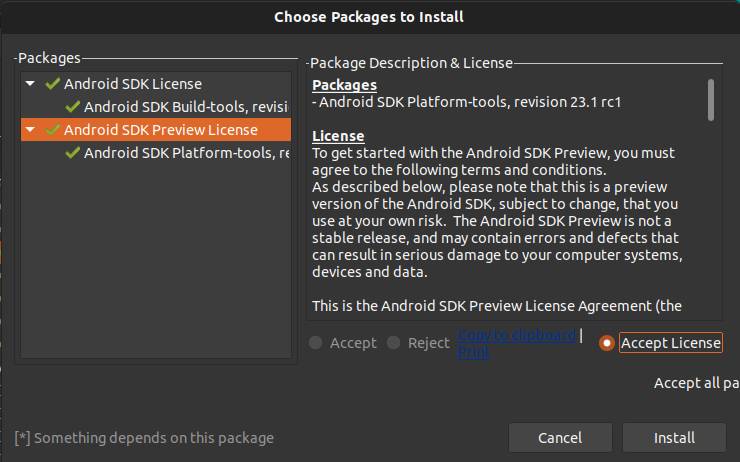 Choose Packages to Install
Packages
Package Description & License
Android SDK License
Android SDK Build-tools, revisi
Android SDK Preview License
Android SDK Platform-tools, re
Packages
- Android SDK Platform-tools, revision 23.1 rc1
License
To get started with the Android SDK Preview, you must
agree to the following terms and conditions.
As described below, please note that this is a preview
version of the Android SDK, subject to change, that you
use at your own risk.  The Android SDK Preview is not a
stable release, and may contain errors and defects that
can result in serious damage to your computer systems,
devices and data.
This is the Android SDK Preview License Agreement (the
Accept
Reject
Copy to clipboard |
Print
Accept License
Accept all pa
[*] Something depends on this package
Cancel
Install